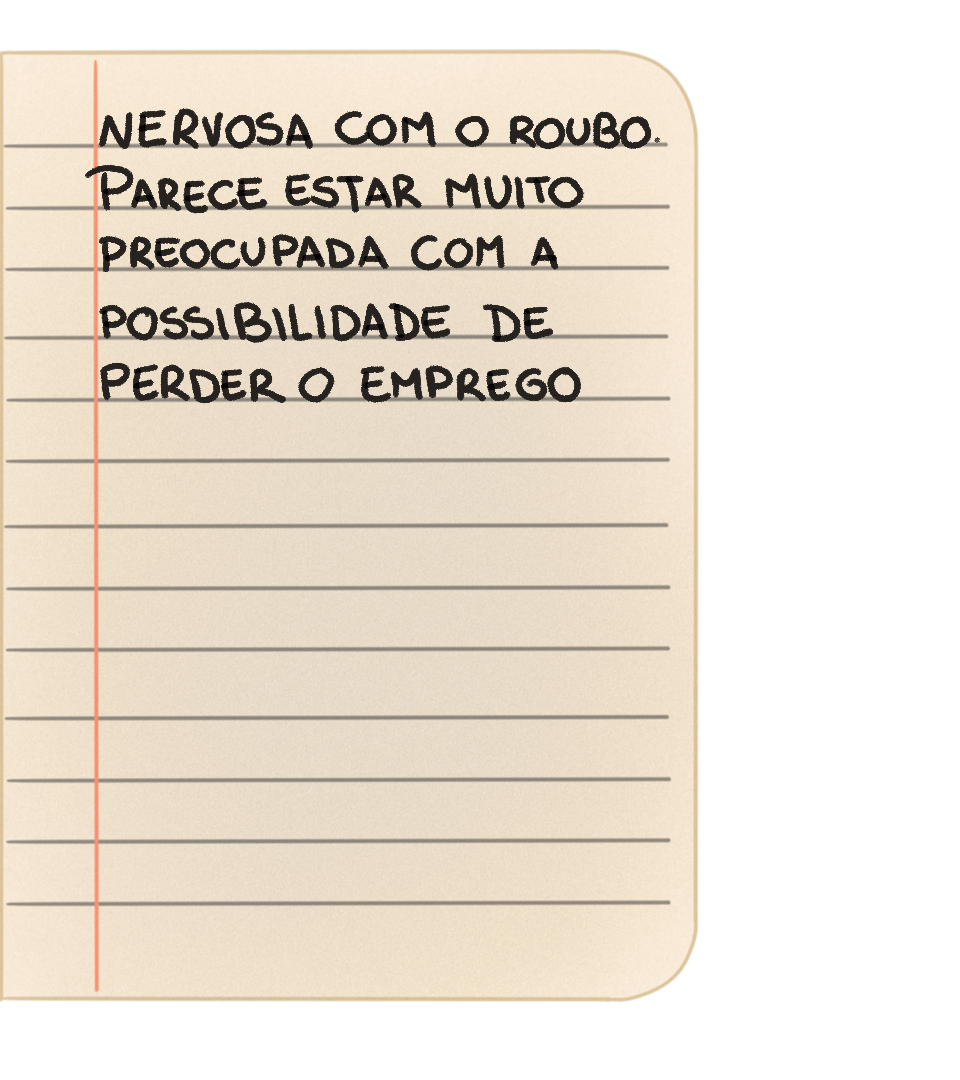 NERVOSA COM O ROUBO.
PARECE ESTAR MUITO
PREOCUPADA COM A
POSSIBILIDADE DE
PERDER O EMPREGO